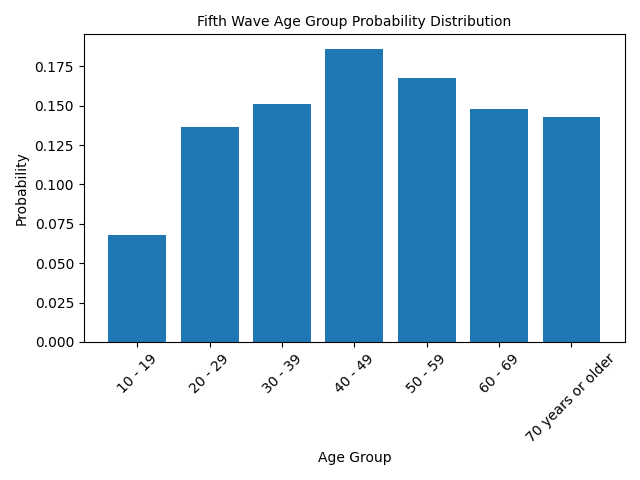 Fifth Wave Age Group Probability Distribution
0.175
0.150
0.125
0.100
0.075
0.050
0.025
0.000
Probability
10 - 19
20 - 29
30 - 39
40 - 49
50 - 59
60 - 69
70 years or older
Age Group